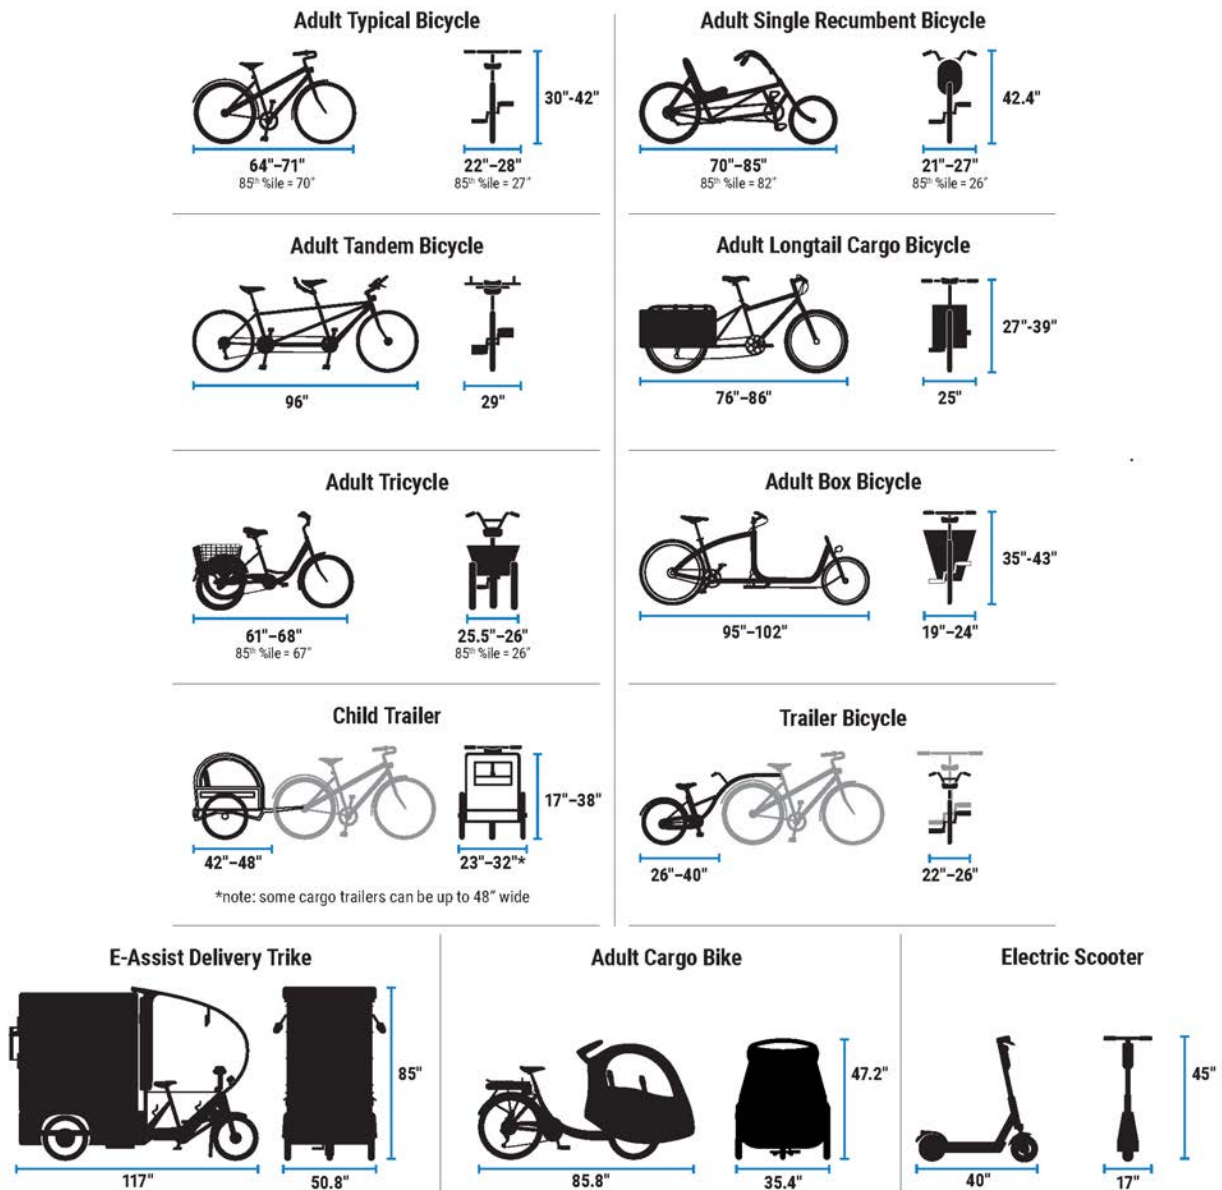 Adult Typical Bicycle
30"-42"
64"–71"
85th %ile = 70"
22"–28"
85th %ile = 27"
Adult Single Recumbent Bicycle
42.4"
70"–85"
85th %ile = 82"
21"–27"
85th %ile = 26"
Adult Tandem Bicycle
96"
29"
Adult Longtail Cargo Bicycle
27"-39"
76"–86"
25"
Adult Tricycle
61"–68"
85th %ile = 67"
25.5"–26"
85th %ile = 26"
Adult Box Bicycle
35"-43"
95"–102"
19"–24"
Child Trailer
17"–38"
42"–48"
23"–32"*
*note: some cargo trailers can be up to 48" wide
Trailer Bicycle
26"–40"
22"–26"
E-Assist Delivery Trike
85"
117"
50.8"
Adult Cargo Bike
47.2"
85.8"
35.4"
Electric Scooter
45"
40"
17"